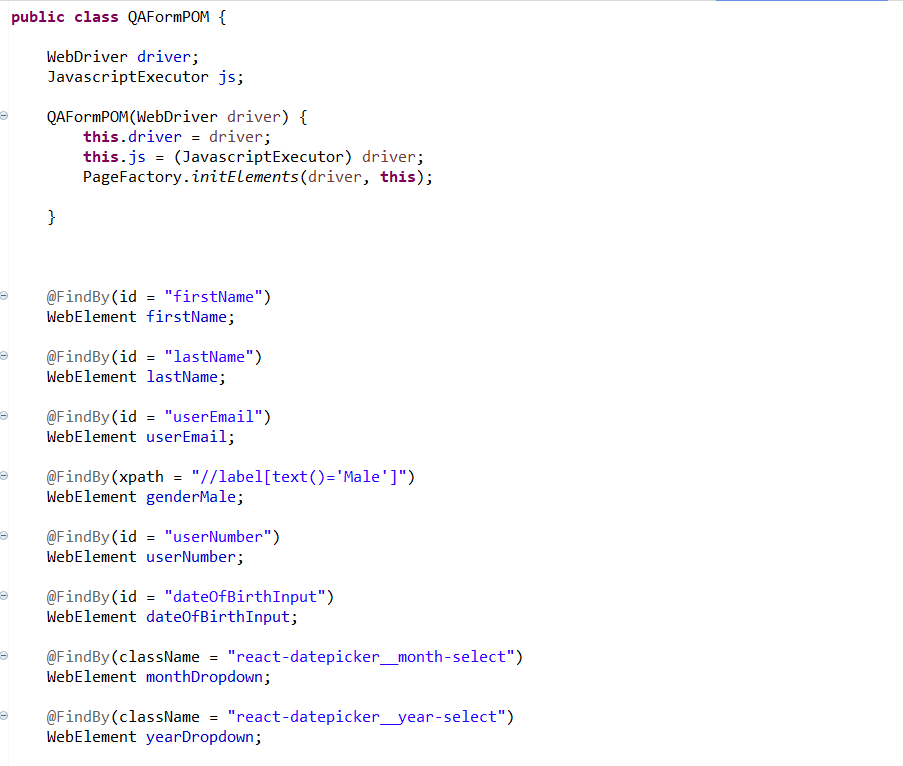 public class QAFormPOM {
WebDriver driver;
JavascriptExecutor js;
QAFormPOM(WebDriver driver) {
this.driver = driver;
this.js = (JavascriptExecutor) driver;
PageFactory.initElements(driver, this);
}
@FindBy(id = "firstName")
WebElement firstName;
@FindBy(id = "lastName")
WebElement lastName;
@FindBy(id = "userEmail")
WebElement userEmail;
@FindBy(xpath = "//label[text()='Male']")
WebElement genderMale;
@FindBy(id = "userNumber")
WebElement userNumber;
@FindBy(id = "dateOfBirthInput")
WebElement dateOfBirthInput;
@FindBy(className = "react-datepicker__month-select")
WebElement monthDropdown;
@FindBy(className = "react-datepicker__year-select")
WebElement yearDropdown;